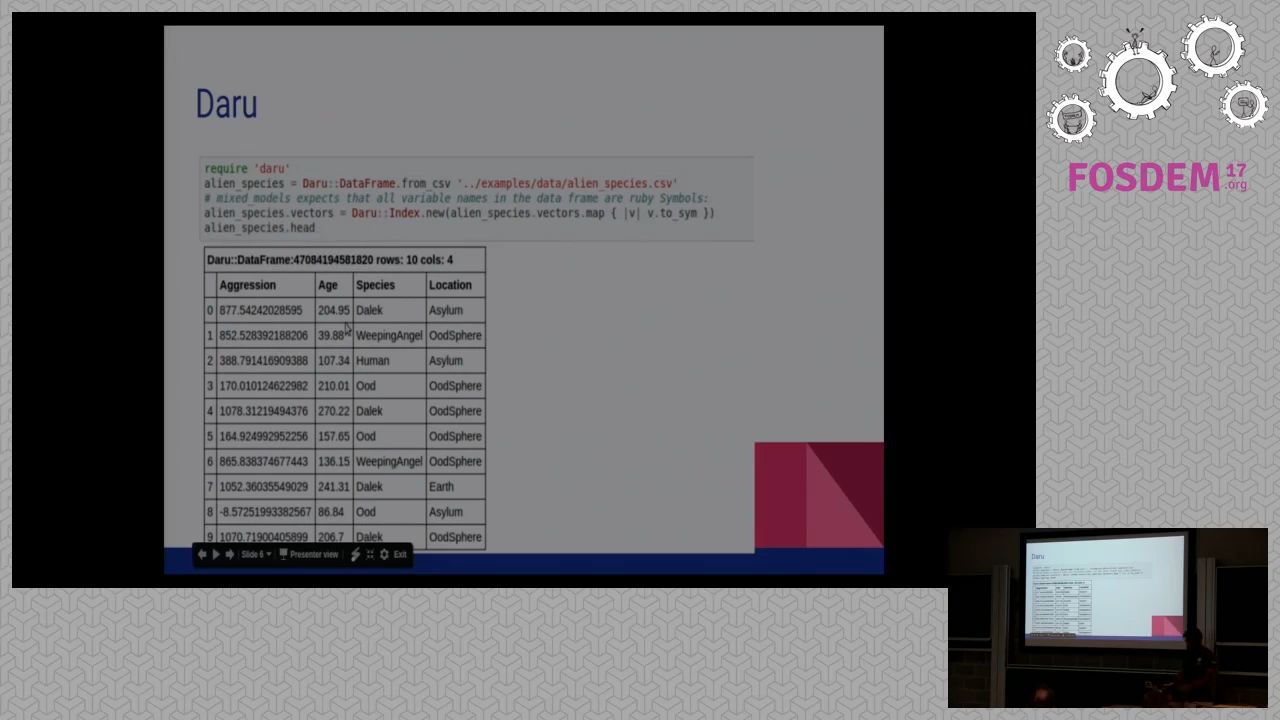 Daru
require 'daru'
alien_species = Daru::DataFrame.from_csv '../examples/data/alien_species.csv'
# mixed_models expects that all variable names in the data frame are ruby Symbols:
alien_species.vectors = Daru::Index.new(alien_species.vectors.map { |v| v.to_sym })
alien_species.head
Daru::DataFrame:47084194581820 rows: 10 cols: 4
Aggression Age Species Location
0 877.54242028595 204.95 Dalek Asylum
1 852.528392188206 39.88 WeepingAngel OodSphere
2 388.791416909388 107.34 Human Asylum
3 170.010124622982 210.01 Ood OodSphere
4 1078.31219494376 270.22 Dalek OodSphere
5 164.924992952256 157.65 Ood OodSphere
6 865.838374677443 136.15 WeepingAngel OodSphere
7 1052.36035549029 241.31 Dalek Earth
8 -8.57251993382567 86.84 Ood Asylum
9 1070.71900405899 206.7 Dalek OodSphere
Slide 6 Presenter view Exit
FOSDEM 17
.org
Daru